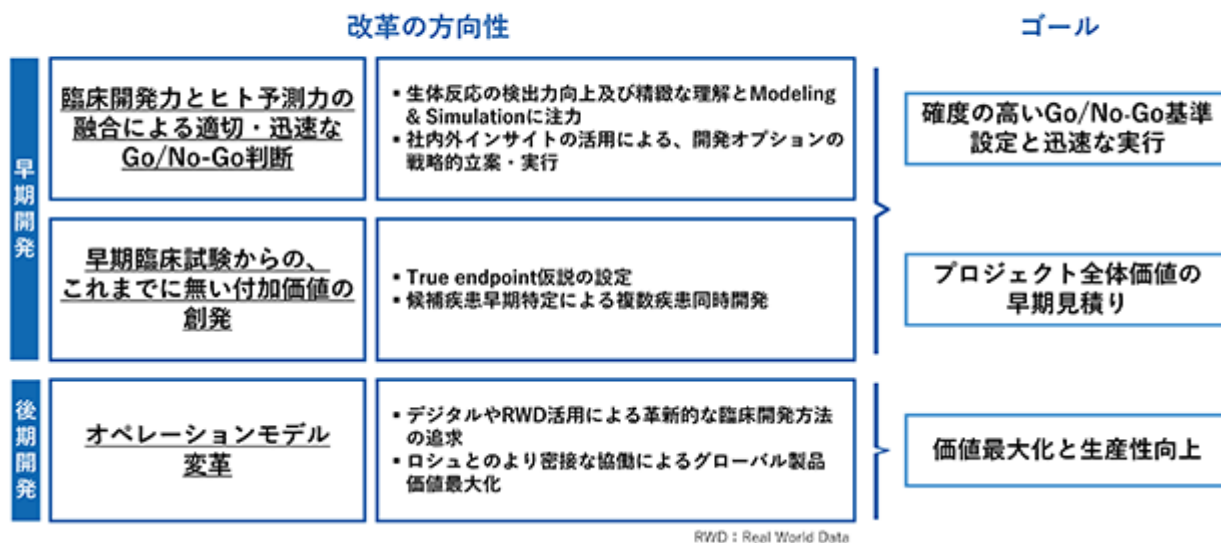 改革の方向性
ゴール
早期開発
臨床開発力とヒト予測力の
融合による適切・迅速な
Go/No-Go判断
▪ 生体反応の検出力向上及び精緻な理解とModeling
& Simulationに注力
▪ 社内外インサイトの活用による、開発オプションの
戦略的立案・実行
確度の高いGo/No-Go基準
設定と迅速な実行
早期臨床試験からの、
これまでに無い付加価値の
創発
▪ True endpoint仮説の設定
▪ 候補疾患早期特定による複数疾患同時開発
プロジェクト全体価値の
早期見積り
後期開発
オペレーションモデル
変革
▪ デジタルやRWD活用による革新的な臨床開発方法
の追求
▪ ロシュとのより密接な協働によるグローバル製品
価値最大化
価値最大化と生産性向上
RWD：Real World Data